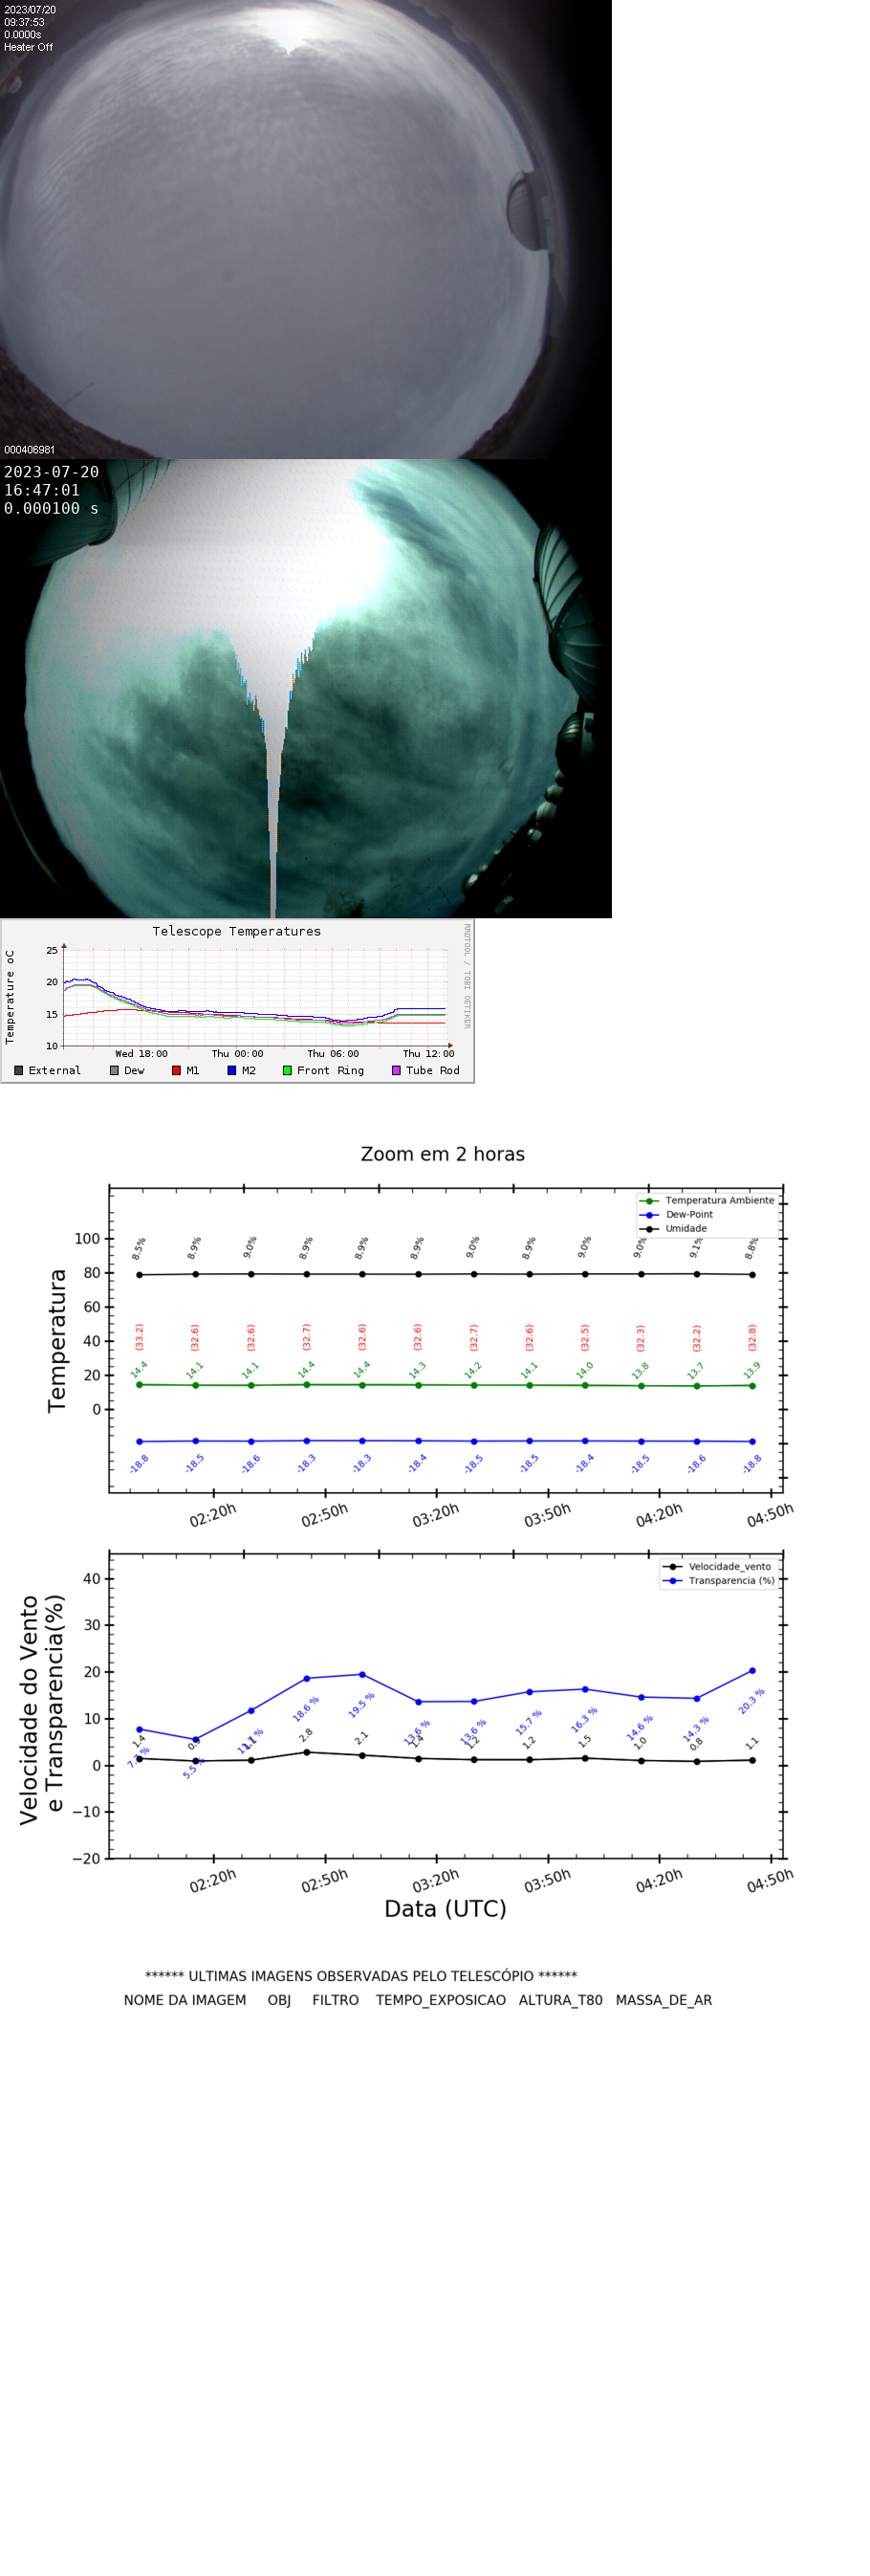 2023/07/20
09:37:53
0.0000s
Heater Off
000406981
2023-07-20
16:47:01
0.000100 s
Telescope Temperatures
RRDTOOL / TOBI OETIKER
Temperature oC
25
20
15
10
Wed 18:00 Thu 00:00 Thu 06:00 Thu 12:00
External Dew M1 M2 Front Ring Tube Rod
Zoom em 2 horas
Temperatura Ambiente
Dew-Point
Umidade
Temperatura
100
80
60
40
20
0
8.5% 8.9% 9.0% 8.9% 8.9% 8.9% 9.0% 8.9% 9.0% 9.0% 9.1% 8.8%
(33.2) (32.6) (32.6) (32.7) (32.6) (32.6) (32.7) (32.6) (32.5) (32.3) (32.2) (32.8)
14.4 14.1 14.1 14.4 14.4 14.3 14.2 14.1 14.0 13.8 13.7 13.9
-18.8 -18.5 -18.6 -18.3 -18.3 -18.4 -18.5 -18.5 -18.4 -18.5 -18.6 -18.8
02:20h 02:50h 03:20h 03:50h 04:20h 04:50h
Velocidade_vento
Transparencia (%)
Velocidade do Vento
e Transparencia(%)
40
30
20
10
0
−10
−20
18.6 % 19.5 % 13.6 % 13.6 % 15.7 % 16.3 % 14.6 % 14.3 % 20.3 %
1.4 2.8 2.1 1.4 1.2 1.2 1.5 1.0 0.8 1.1
02:20h 02:50h 03:20h 03:50h 04:20h 04:50h
Data (UTC)
****** ULTIMAS IMAGENS OBSERVADAS PELO TELESCÓPIO ******
NOME DA IMAGEM OBJ FILTRO TEMPO_EXPOSICAO ALTURA_T80 MASSA_DE_AR